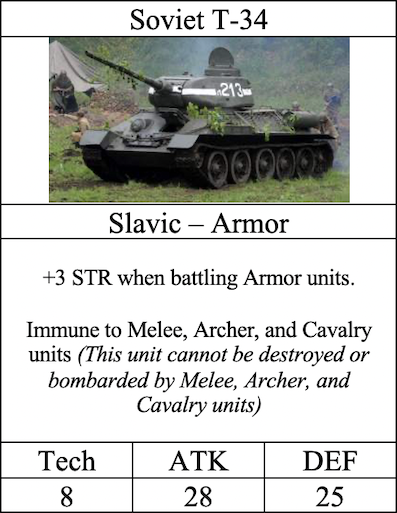 Soviet T-34
213
Slavic – Armor
+3 STR when battling Armor units.
Immune to Melee, Archer, and Cavalry
units (This unit cannot be destroyed or
bombarded by Melee, Archer, and
Cavalry units)
Tech ATK DEF
8 28 25